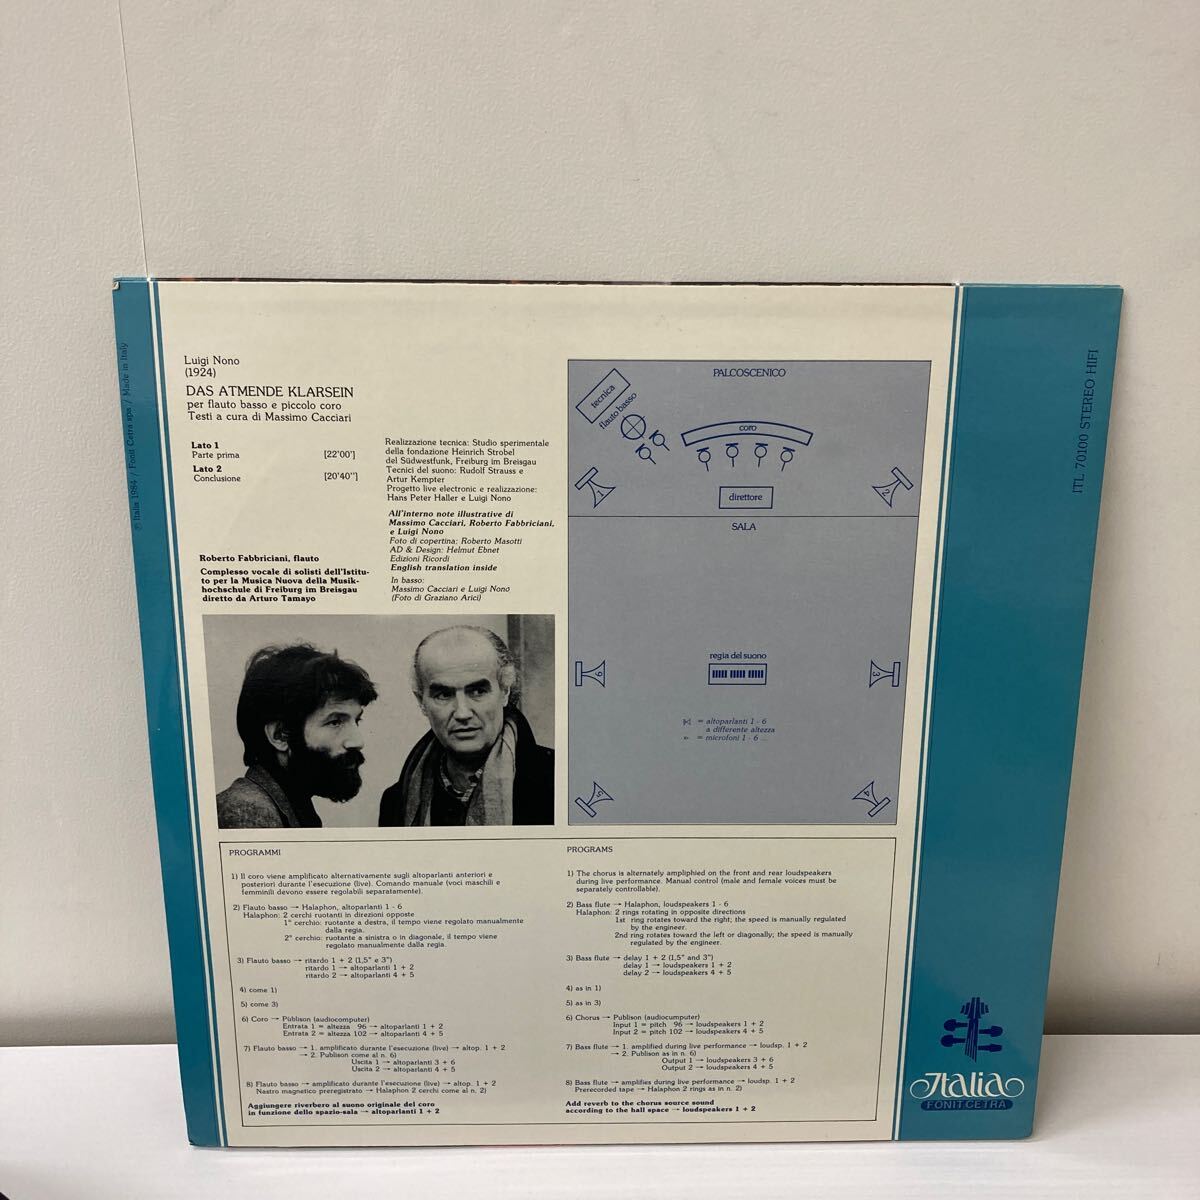 ℗ Italia 1984 / Fonit Cetra spa / Made in Italy
Luigi Nono
(1924)
DAS ATMENDE KLARSEIN
per flauto basso e piccolo coro
Testi a cura di Massimo Cacciari
Lato 1
Parte prima [22'00']
Lato 2
Conclusione [20'40'']
Roberto Fabbriciani, flauto
Complesso vocale di solisti dell'Istitu-
to per la Musica Nuova della Musik-
hochschule di Freiburg im Breisgau
diretto da Arturo Tamayo
Realizzazione tecnica: Studio sperimentale
della fondazione Heinrich Strobel
del Südwestfunk, Freiburg im Breisgau
Tecnici del suono: Rudolf Strauss e
Artur Kempter
Progetto live electronic e realizzazione:
Hans Peter Haller e Luigi Nono
All'interno note illustrative di
Massimo Cacciari, Roberto Fabbriciani,
e Luigi Nono
Foto di copertina: Roberto Masotti
AD & Design: Helmut Ebnet
Edizioni Ricordi
English translation inside
In basso:
Massimo Cacciari e Luigi Nono
(Foto di Graziano Arici)
PALCOSCENICO
tecnica
flauto basso
coro
1
2
direttore
SALA
regia del suono
6
3
= altoparlanti 1 - 6
a differente altezza
= microfoni 1 - 6 ...
5
4
PROGRAMMI
1) Il coro viene amplificato alternativamente sugli altoparlanti anteriori e
posteriori durante l'esecuzione (live). Comando manuale (voci maschili e
femminili devono essere regolabili separatamente).
2) Flauto basso → Halaphon, altoparlanti 1 - 6
Halaphon: 2 cerchi ruotanti in direzioni opposte
1° cerchio: ruotante a destra, il tempo viene regolato manualmente
dalla regia.
2° cerchio: ruotante a sinistra o in diagonale, il tempo viene
regolato manualmente dalla regia.
3) Flauto basso → ritardo 1 + 2 (1,5" e 3")
ritardo 1 → altoparlanti 1 + 2
ritardo 2 → altoparlanti 4 + 5
4) come 1)
5) come 3)
6) Coro → Públison (audiocomputer)
Entrata 1 = altezza 96 → altoparlanti 1 + 2
Entrata 2 = altezza 102 → altoparlanti 4 + 5
7) Flauto basso → 1. amplificato durante l'esecuzione (live) → altop. 1 + 2
→ 2. Publison come al n. 6)
Uscita 1 → altoparlanti 3 + 6
Uscita 2 → altoparlanti 4 + 5
8) Flauto basso → amplificato durante l'esecuzione (live) → altop. 1 + 2
Nastro magnetico preregistrato → Halaphon 2 cerchi come al n. 2)
Aggiungere riverbero al suono originale del coro
in funzione dello spazio-sala → altoparlanti 1 + 2
PROGRAMS
1) The chorus is alternately ampliphied on the front and rear loudspeakers
during live performance. Manual control (male and female voices must be
separately controllable).
2) Bass flute → Halaphon, loudspeakers 1 - 6
Halaphon: 2 rings rotating in opposite directions
1st ring rotates toward the right; the speed is manually regulated
by the engineer.
2nd ring rotates toward the left or diagonally; the speed is manually
regulated by the engineer.
3) Bass flute → delay 1 + 2 (1,5" and 3")
delay 1 → loudspeakers 1 + 2
delay 2 → loudspeakers 4 + 5
4) as in 1)
5) as in 3)
6) Chorus → Publison (audiocumputer)
Input 1 = pitch 96 → loudspeakers 1 + 2
Input 2 = pitch 102 → loudspeakers 4 + 5
7) Bass flute → 1. amplified during live performance → loudsp. 1 + 2
→ 2. Publison as in n. 6)
Output 1 → loudspeakers 3 + 6
Output 2 → loudspeakers 4 + 5
8) Bass flute → amplifies during live performance → loudsp. 1 + 2
Prerecorded tape → Halaphon 2 rings as in n. 2)
Add reverb to the chorus source sound
according to the hall space → loudspeakers 1 + 2
ITL 70100 STEREO HIFI
Italia
FONIT CETRA